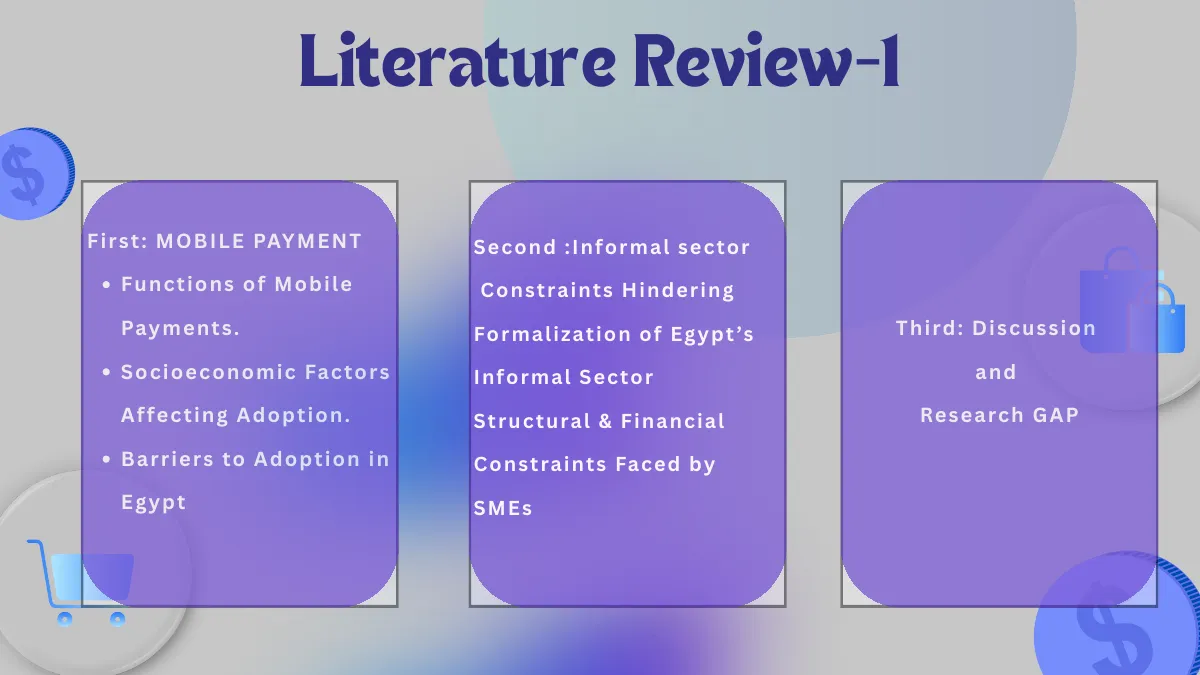 Literature Review-1
First: MOBILE PAYMENT
• Functions of Mobile
Payments.
• Socioeconomic Factors
Affecting Adoption.
• Barriers to Adoption in
Egypt
Second :Informal sector
Constraints Hindering
Formalization of Egypt’s
Informal Sector
Structural & Financial
Constraints Faced by
SMEs
Third: Discussion
and
Research GAP